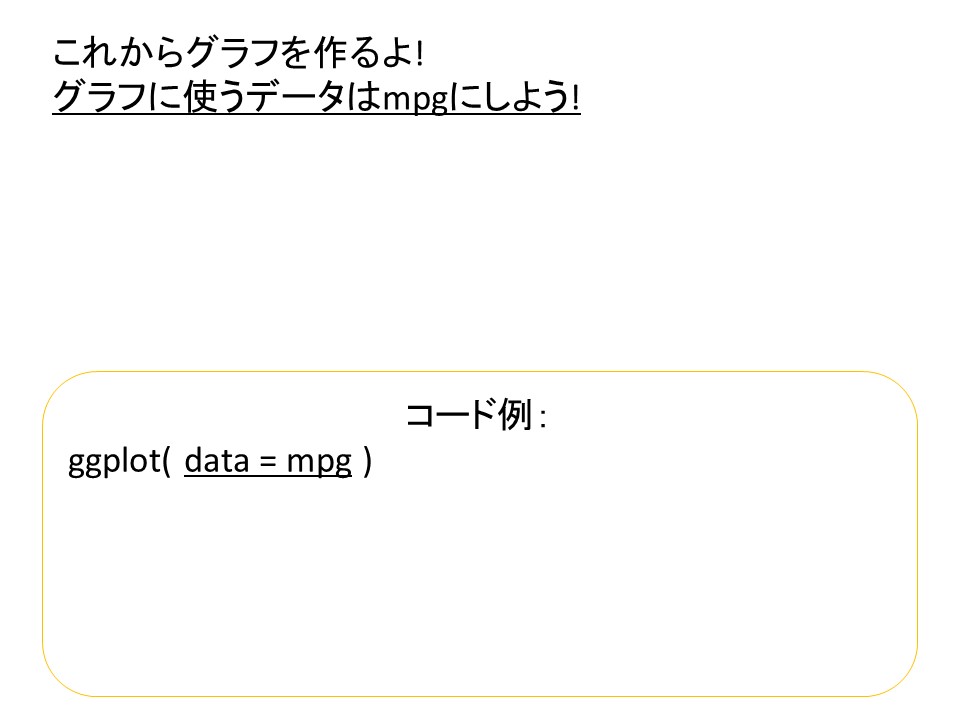 これからグラフを作るよ!
グラフに使うデータはmpgにしよう!
コード例：
ggplot( data = mpg )